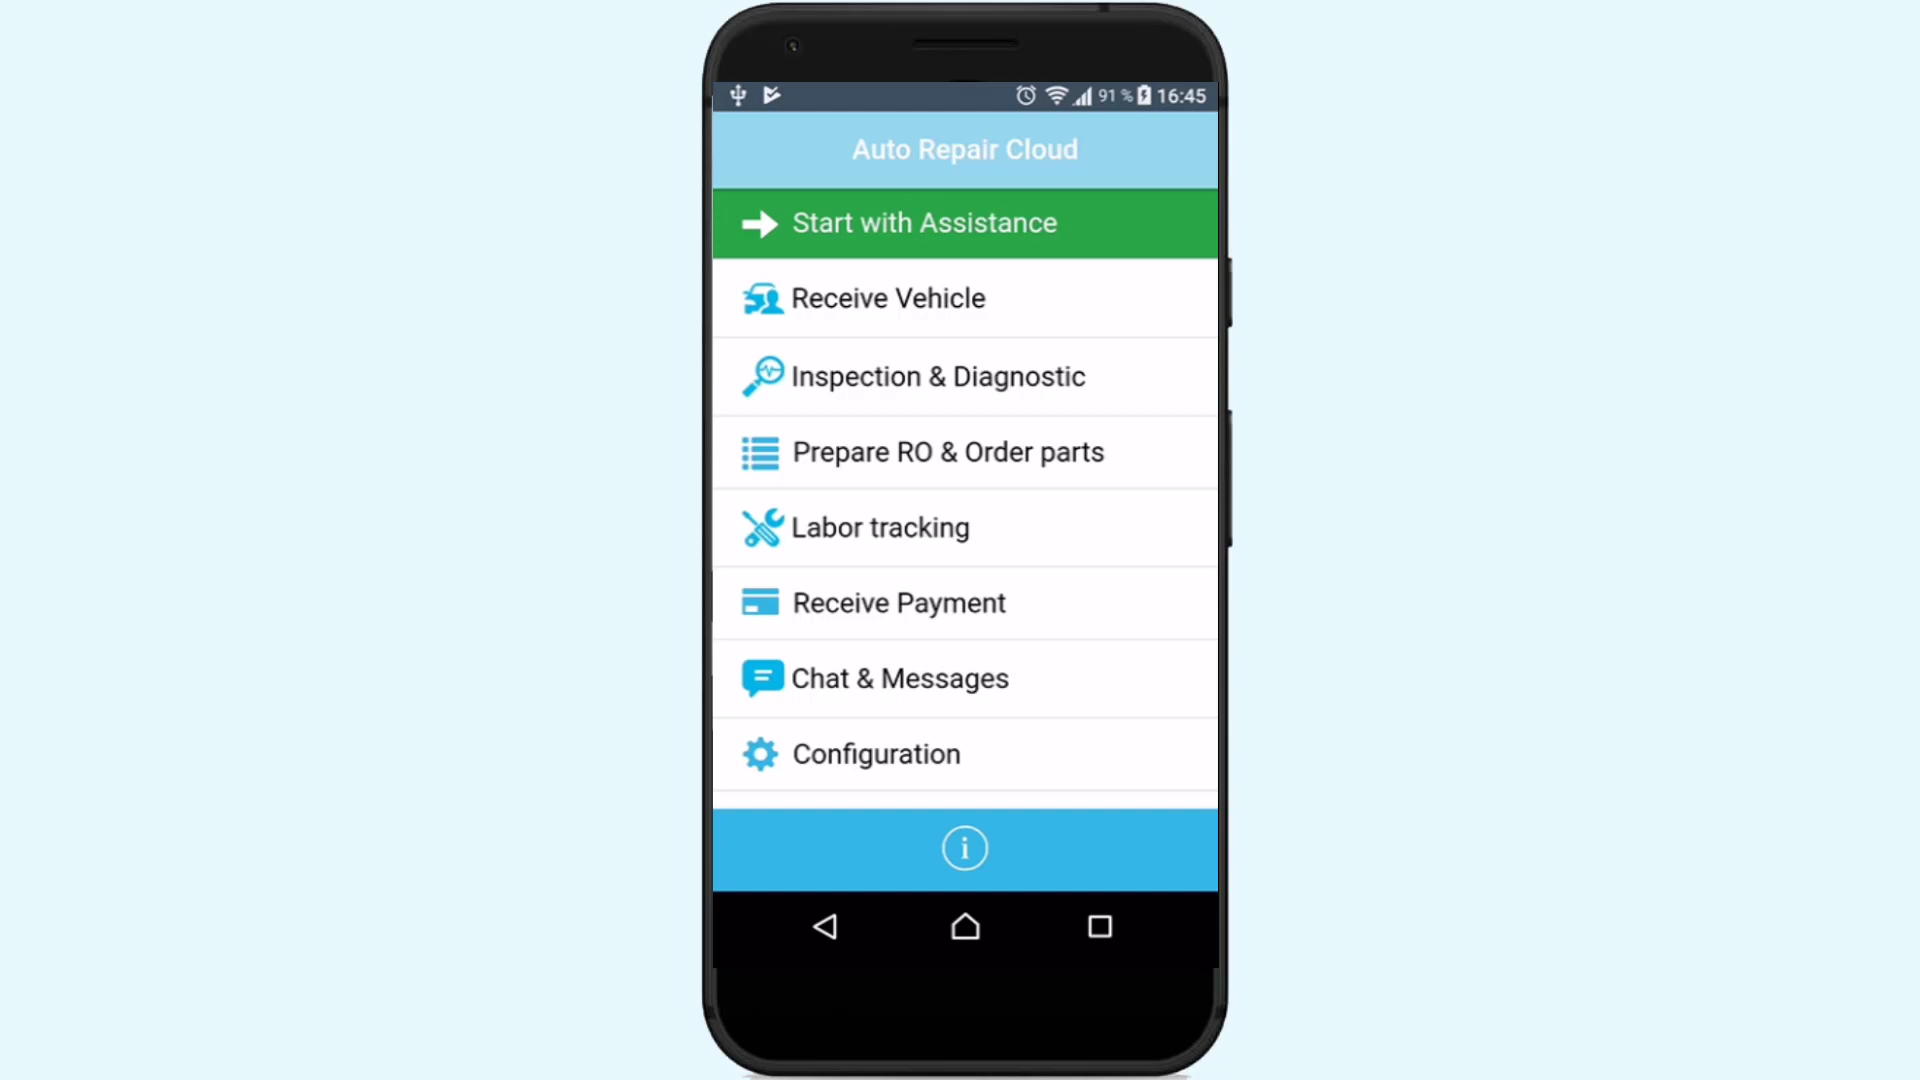 91 % 16:45
Auto Repair Cloud
Start with Assistance
Receive Vehicle
Inspection & Diagnostic
Prepare RO & Order parts
Labor tracking
Receive Payment
Chat & Messages
Configuration
i